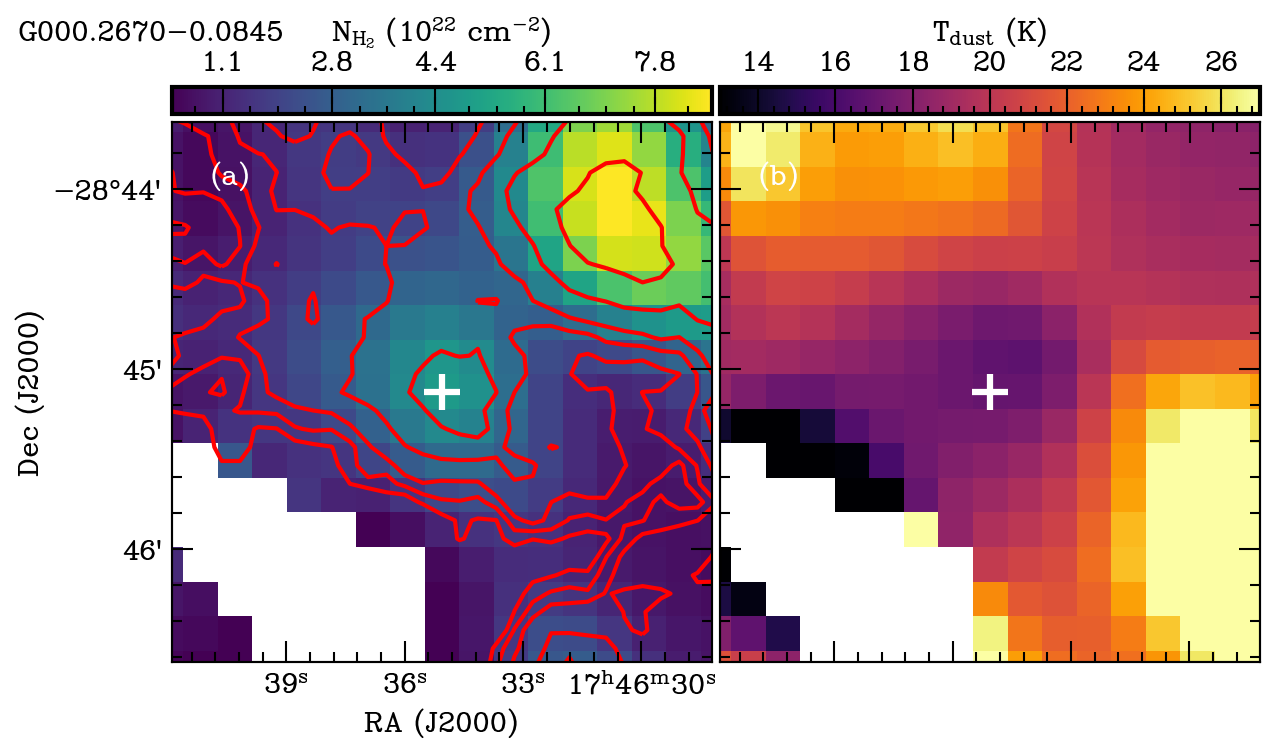 G000.2670−0.0845 N_H₂ (10²² cm⁻²) T_dust (K)
1.1 2.8 4.4 6.1 7.8 14 16 18 20 22 24 26
(a) (b)
−28°44'
45'
46'
39ˢ 36ˢ 33ˢ 17ʰ46ᵐ30ˢ
RA (J2000)
Dec (J2000)